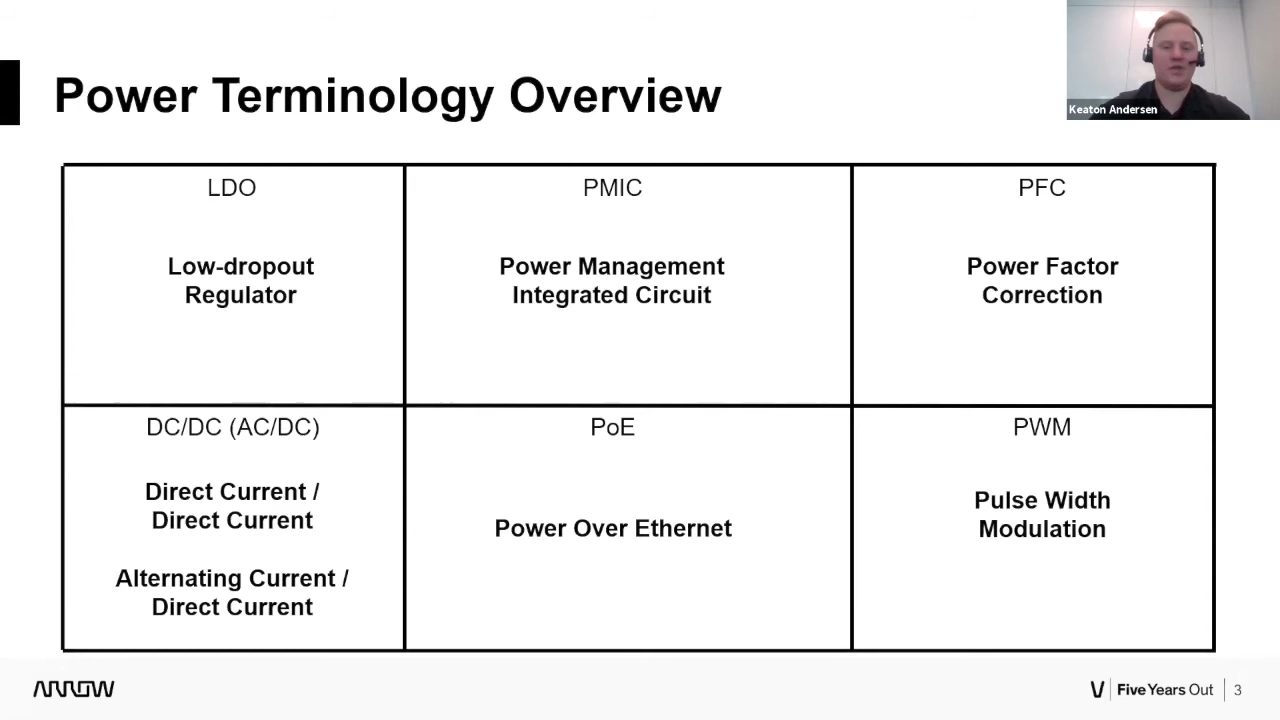 Power Terminology Overview
Keaton Andersen
LDO
Low-dropout
Regulator
PMIC
Power Management
Integrated Circuit
PFC
Power Factor
Correction
DC/DC (AC/DC)
Direct Current /
Direct Current
Alternating Current /
Direct Current
PoE
Power Over Ethernet
PWM
Pulse Width
Modulation
ARROW
Five Years Out
3